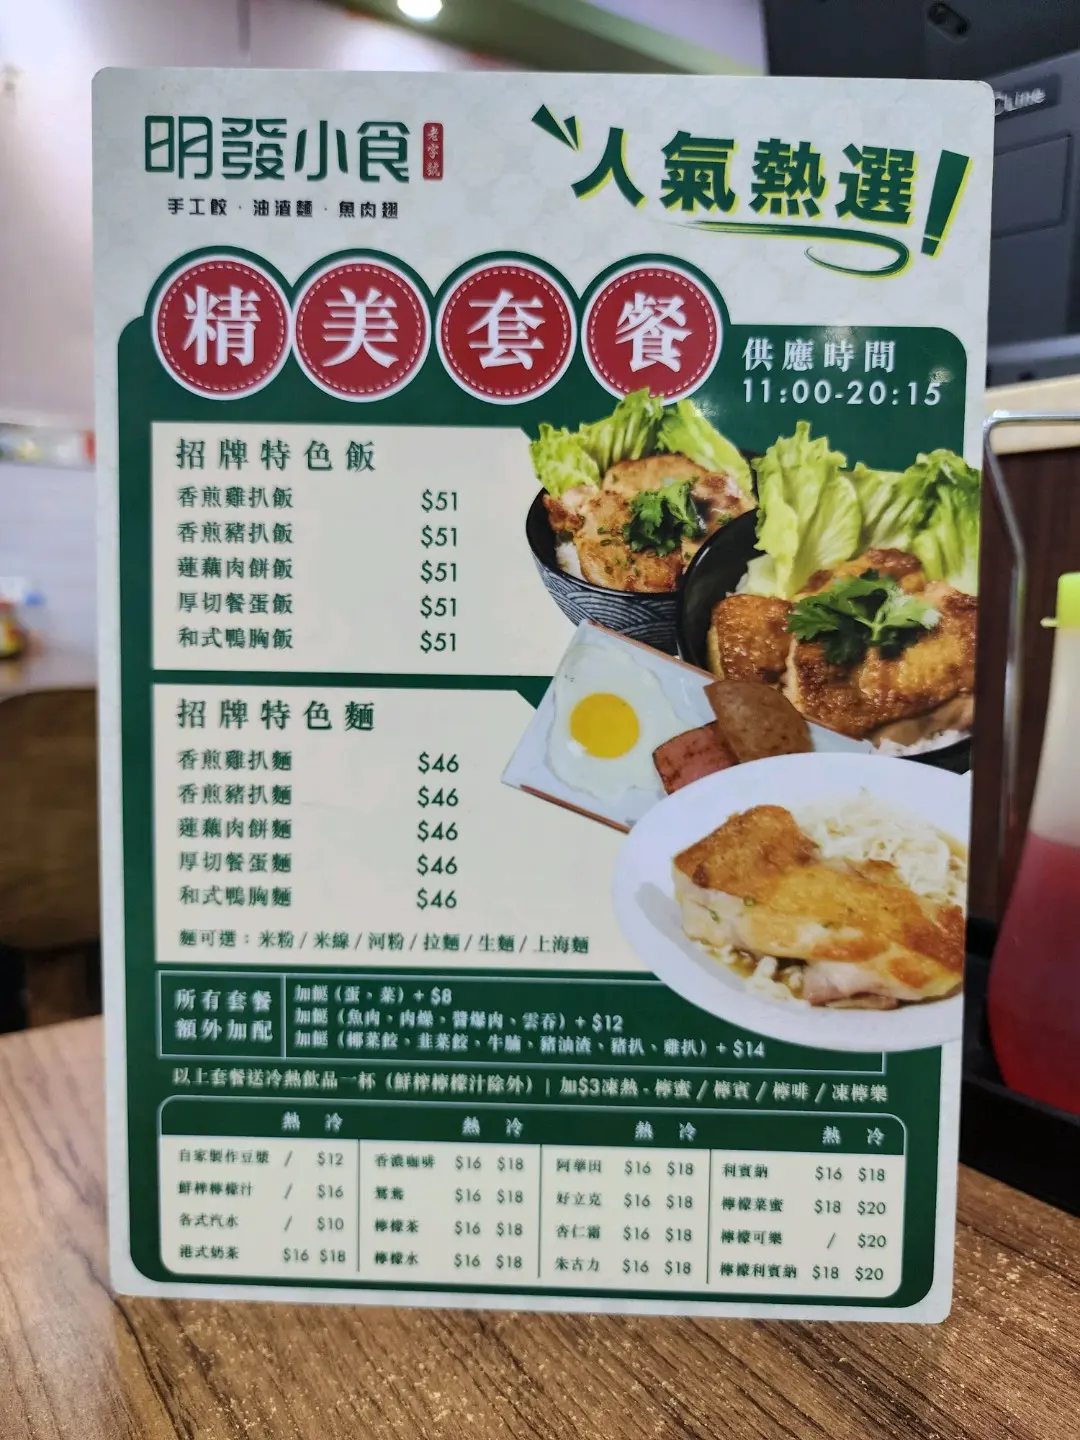 明發小食 老字號
手工餃·油渣麵·魚肉翅
人氣熱選!
精美套餐
供應時間
11:00-20:15
招牌特色飯
香煎雞扒飯 $51
香煎豬扒飯 $51
蓮藕肉餅飯 $51
厚切餐蛋飯 $51
和式鴨胸飯 $51
招牌特色麵
香煎雞扒麵 $46
香煎豬扒麵 $46
蓮藕肉餅麵 $46
厚切餐蛋麵 $46
和式鴨胸麵 $46
麵可選：米粉/米線/河粉/拉麵/生麵/上海麵
所有套餐
額外加配
加餸（蛋、菜）+ $8
加餸（魚肉、肉燥、醬爆肉、雲吞）+ $12
加餸（椰菜餃、韭菜餃、牛腩、豬油渣、豬扒、雞扒）+ $14
以上套餐送冷熱飲品一杯（鮮榨檸檬汁除外）| 加$3凍熱 - 檸蜜 / 檸賓 / 檸啡 / 凍檸樂
熱 冷
自家製作豆漿 / $12
鮮榨檸檬汁 / $16
各式汽水 / $10
港式奶茶 $16 $18
熱 冷
香濃咖啡 $16 $18
鴛鴦 $16 $18
檸檬茶 $16 $18
檸檬水 $16 $18
熱 冷
阿華田 $16 $18
好立克 $16 $18
杏仁霜 $16 $18
朱古力 $16 $18
熱 冷
利賓納 $16 $18
檸檬菜蜜 $18 $20
檸檬可樂 / $20
檸檬利賓納 $18 $20